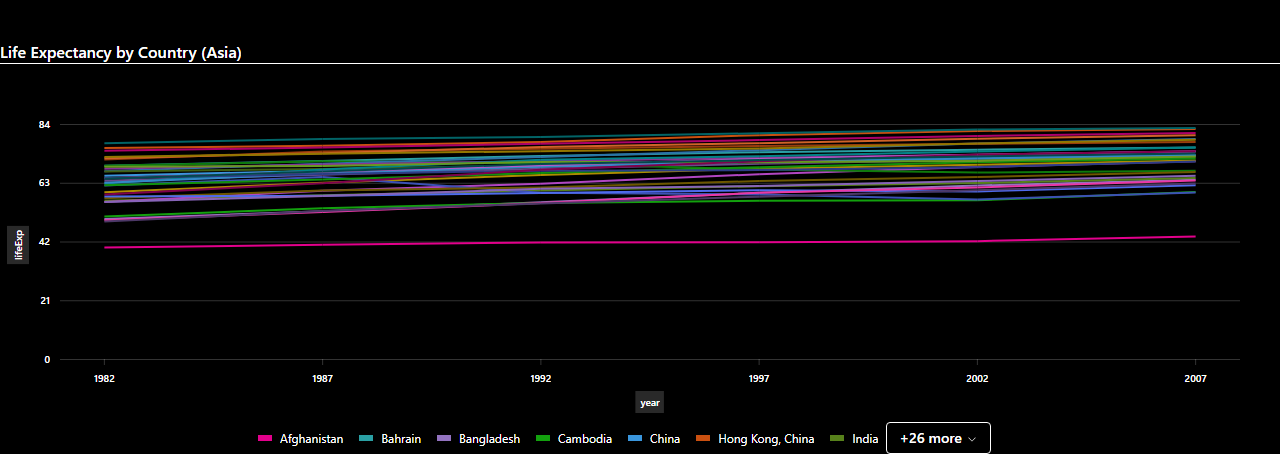 Life Expectancy by Country (Asia)
84
63
42
21
0
lifeExp
1982 1987 1992 1997 2002 2007
year
Afghanistan Bahrain Bangladesh Cambodia China Hong Kong, China India +26 more